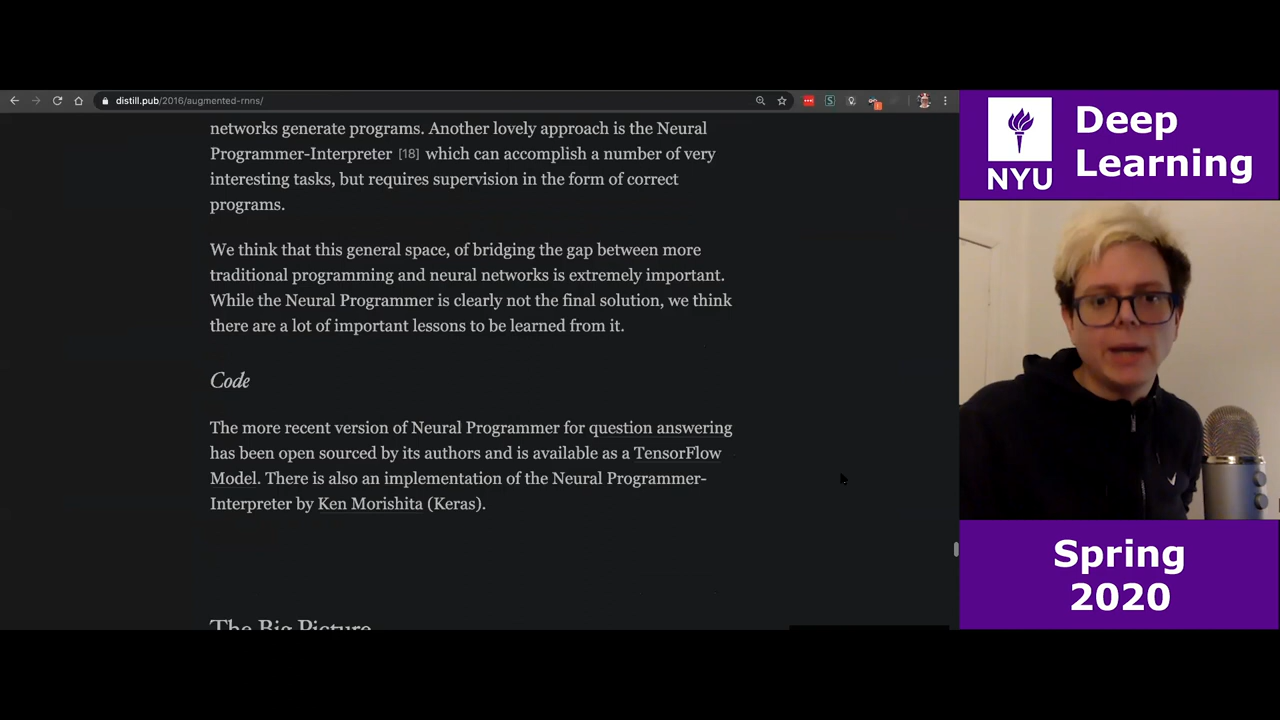 distill.pub/2016/augmented-rnns/
networks generate programs. Another lovely approach is the Neural
Programmer-Interpreter [18] which can accomplish a number of very
interesting tasks, but requires supervision in the form of correct
programs.
We think that this general space, of bridging the gap between more
traditional programming and neural networks is extremely important.
While the Neural Programmer is clearly not the final solution, we think
there are a lot of important lessons to be learned from it.
Code
The more recent version of Neural Programmer for question answering
has been open sourced by its authors and is available as a TensorFlow
Model. There is also an implementation of the Neural Programmer-
Interpreter by Ken Morishita (Keras).
The Big Picture
NYU
Deep
Learning
Spring
2020